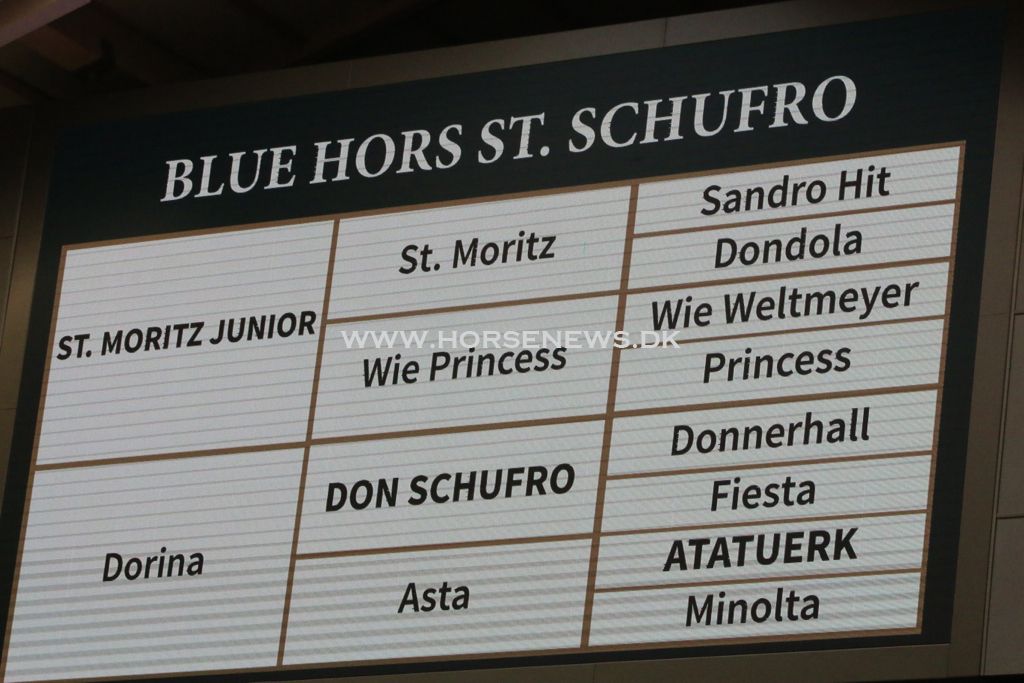 BLUE HORS ST. SCHUFRO
ST. MORITZ JUNIOR
St. Moritz
Sandro Hit
Dondola
Wie Princess
Wie Weltmeyer
Princess
Dorina
DON SCHUFRO
Donnerhall
Fiesta
Asta
ATATUERK
Minolta
WWW.HORSENEWS.DK